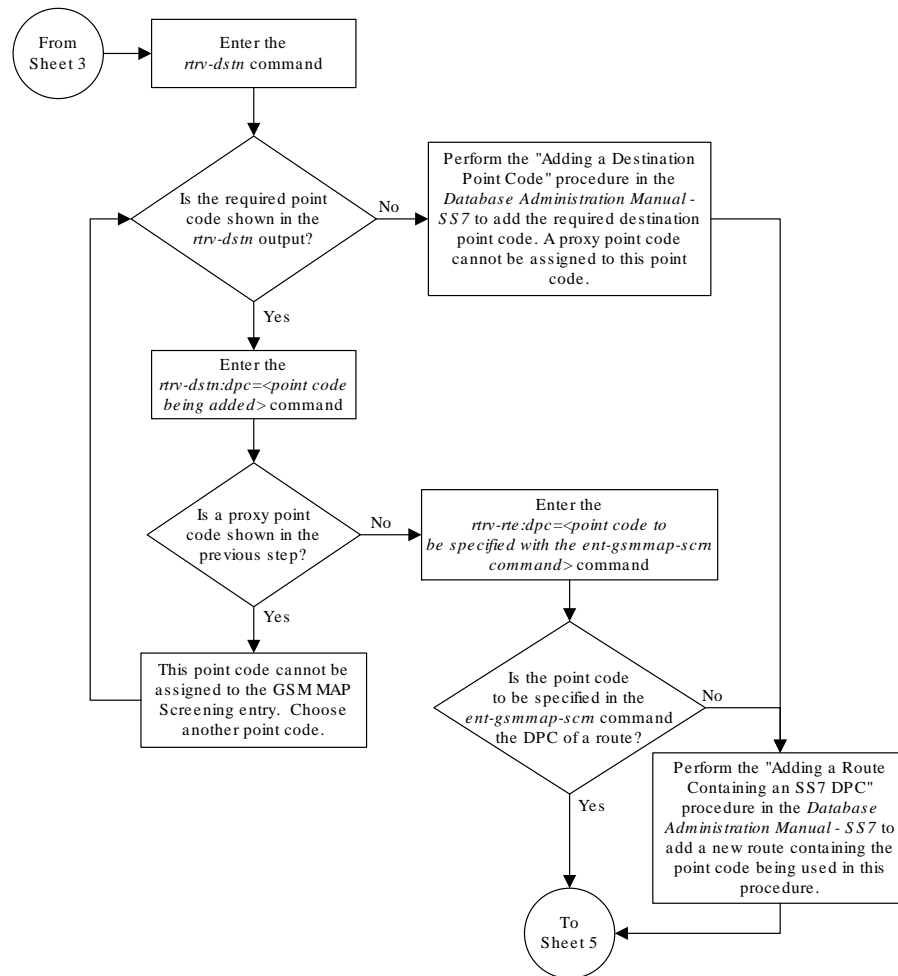 From
Sheet 3
Enter the
rtrv-dstn command
Is the required point
code shown in the
rtrv-dstn output?
No
Perform the "Adding a Destination
Point Code" procedure in the
Database Administration Manual -
SS7 to add the required destination
point code. A proxy point code
cannot be assigned to this point
code.
Yes
Enter the
rtrv-dstn:dpc=<point code
being added> command
Is a proxy point
code shown in the
previous step?
No
Enter the
rtrv-rte:dpc=<point code to
be specified with the ent-gsmmap-scrn
command> command
Yes
This point code cannot be
assigned to the GSM MAP
Screening entry. Choose
another point code.
Is the point code
to be specified in the
ent-gsmmap-scrn command
the DPC of a route?
No
Yes
Perform the "Adding a Route
Containing an SS7 DPC"
procedure in the Database
Administration Manual - SS7 to
add a new route containing the
point code being used in this
procedure.
To
Sheet 5